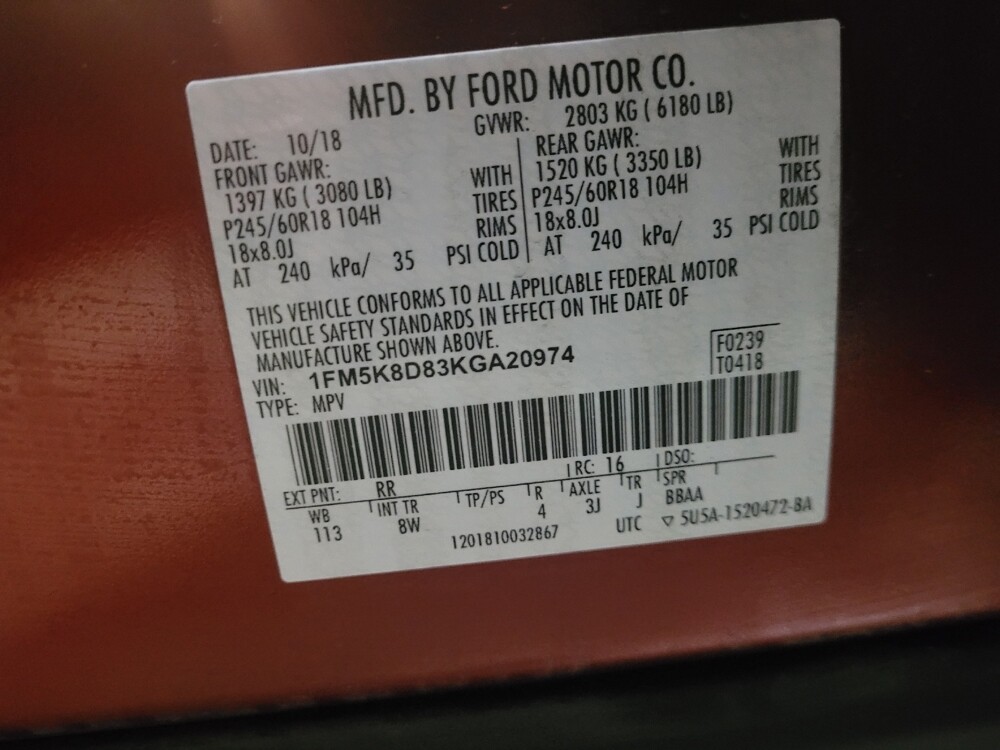 MFD. BY FORD MOTOR CO.
DATE: 10/18 GVWR: 2803 KG ( 6180 LB)
FRONT GAWR: REAR GAWR:
1397 KG ( 3080 LB) WITH 1520 KG ( 3350 LB) WITH
P245/60R18 104H TIRES P245/60R18 104H TIRES
18x8.0J RIMS 18x8.0J RIMS
AT 240 kPa/ 35 PSI COLD AT 240 kPa/ 35 PSI COLD
THIS VEHICLE CONFORMS TO ALL APPLICABLE FEDERAL MOTOR
VEHICLE SAFETY STANDARDS IN EFFECT ON THE DATE OF
MANUFACTURE SHOWN ABOVE.
VIN: 1FM5K8D83KGA20974 F0239
TYPE: MPV T0418
EXT PNT: RR RC: 16 DSO:
WB INT TR TP/PS R AXLE TR SPR
113 8W 4 3J J BBAA
1201810032867 UTC ▽ 5U5A-1520472-BA